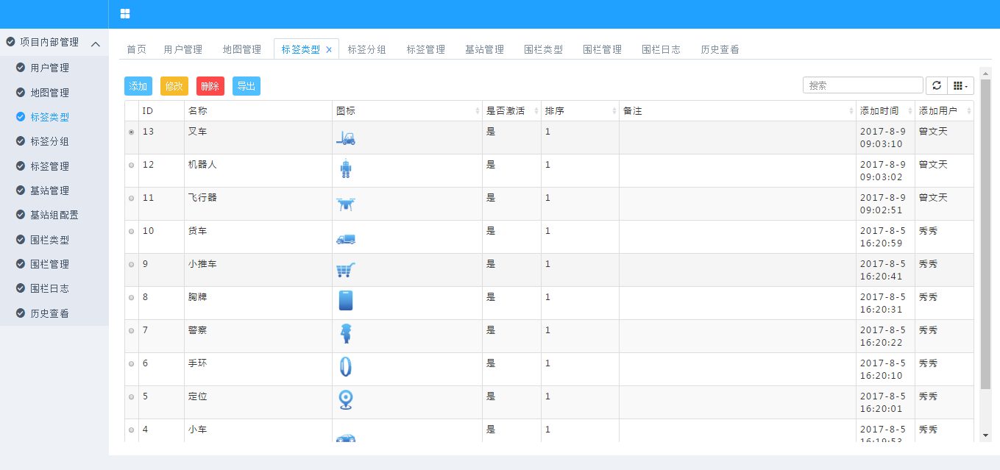 项目内部管理
用户管理
地图管理
标签类型
标签分组
标签管理
基站管理
基站组配置
围栏类型
围栏管理
围栏日志
历史查看
首页 用户管理 地图管理 标签类型 x 标签分组 标签管理 基站管理 围栏类型 围栏管理 围栏日志 历史查看
添加 修改 删除 导出 搜索
ID 名称 图标 是否激活 排序 备注 添加时间 添加用户
13 叉车 是 1 2017-8-9 曾文天
09:03:10
12 机器人 是 1 2017-8-9 曾文天
09:03:02
11 飞行器 是 1 2017-8-9 曾文天
09:02:51
10 货车 是 1 2017-8-5 秀秀
16:20:59
9 小推车 是 1 2017-8-5 秀秀
16:20:41
8 胸牌 是 1 2017-8-5 秀秀
16:20:31
7 警察 是 1 2017-8-5 秀秀
16:20:22
6 手环 是 1 2017-8-5 秀秀
16:20:10
5 定位 是 1 2017-8-5 秀秀
16:20:01
4 小车 是 1 2017-8-5 秀秀
16:19:53